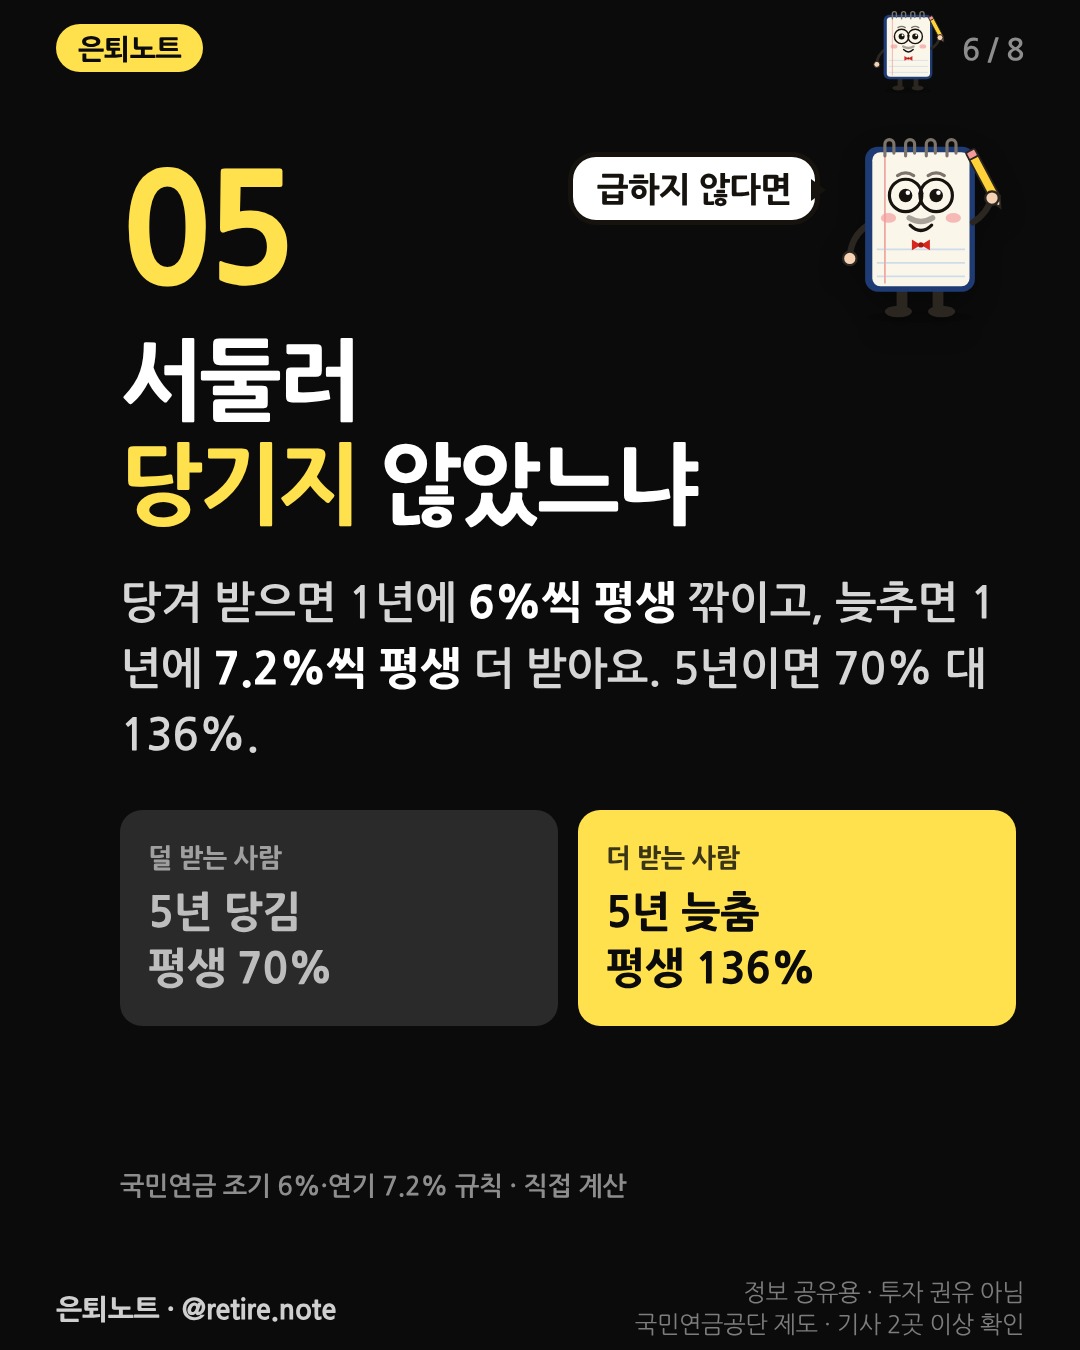 은퇴노트
6 / 8
05
급하지 않다면
서둘러
당기지 않았느냐
당겨 받으면 1년에 6%씩 평생 깎이고, 늦추면 1
년에 7.2%씩 평생 더 받아요. 5년이면 70% 대
136%.
덜 받는 사람
5년 당김
평생 70%
더 받는 사람
5년 늦춤
평생 136%
국민연금 조기 6%·연기 7.2% 규칙 · 직접 계산
은퇴노트 · @retire.note
정보 공유용 · 투자 권유 아님
국민연금공단 제도 · 기사 2곳 이상 확인